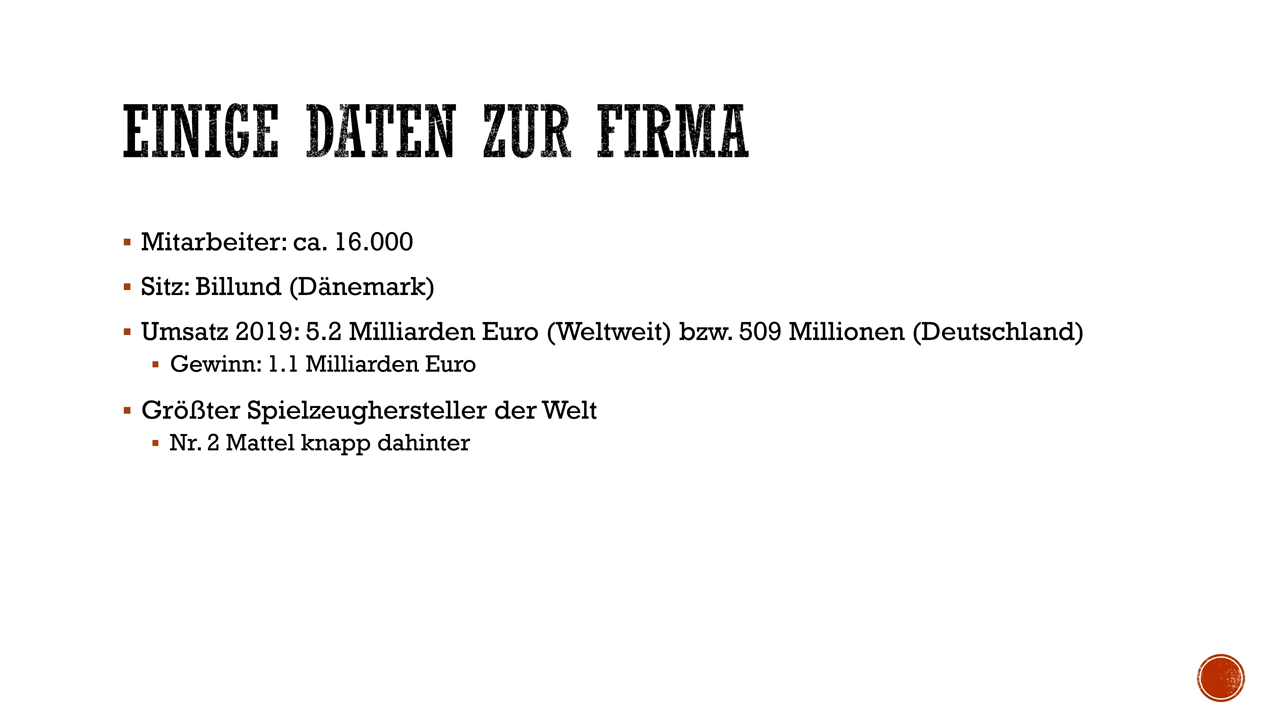 EINIGE DATEN ZUR FIRMA
▪ Mitarbeiter: ca. 16.000
▪ Sitz: Billund (Dänemark)
▪ Umsatz 2019: 5.2 Milliarden Euro (Weltweit) bzw. 509 Millionen (Deutschland)
▪ Gewinn: 1.1 Milliarden Euro
▪ Größter Spielzeughersteller der Welt
▪ Nr. 2 Mattel knapp dahinter